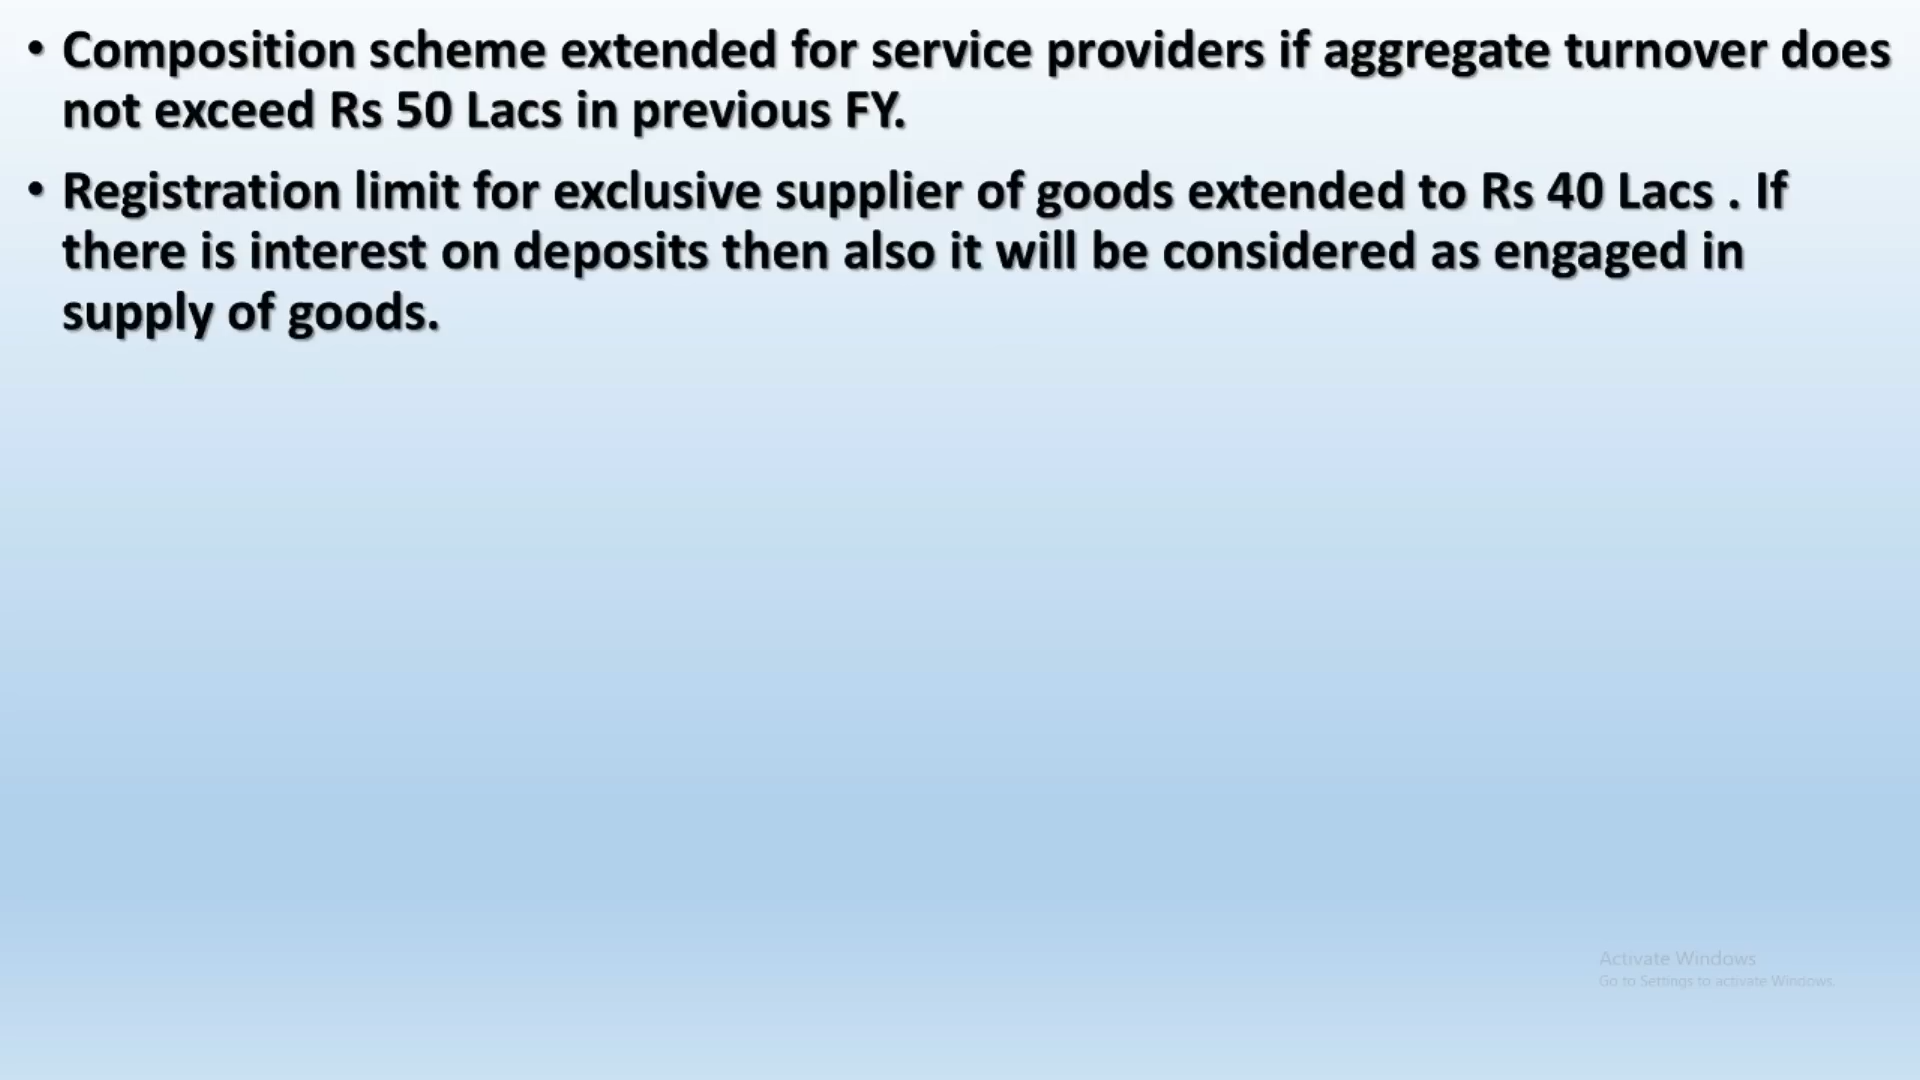 • Composition scheme extended for service providers if aggregate turnover does
not exceed Rs 50 Lacs in previous FY.
• Registration limit for exclusive supplier of goods extended to Rs 40 Lacs . If
there is interest on deposits then also it will be considered as engaged in
supply of goods.
Activate Windows
Go to Settings to activate Windows.